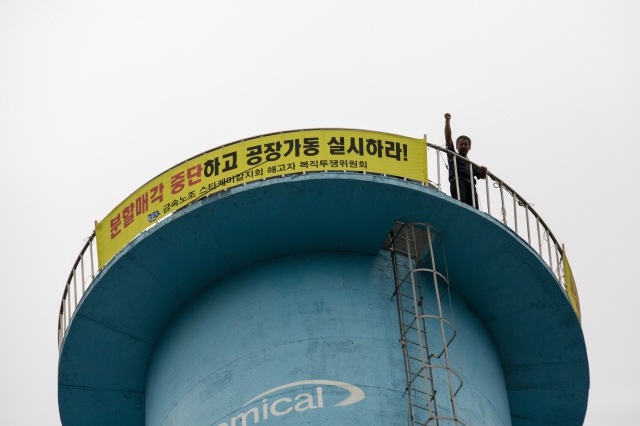 분할매각 중단하고 공장가동 실시하라!
금속노조 스타케미칼지회 해고자 복직투쟁위원회
emical